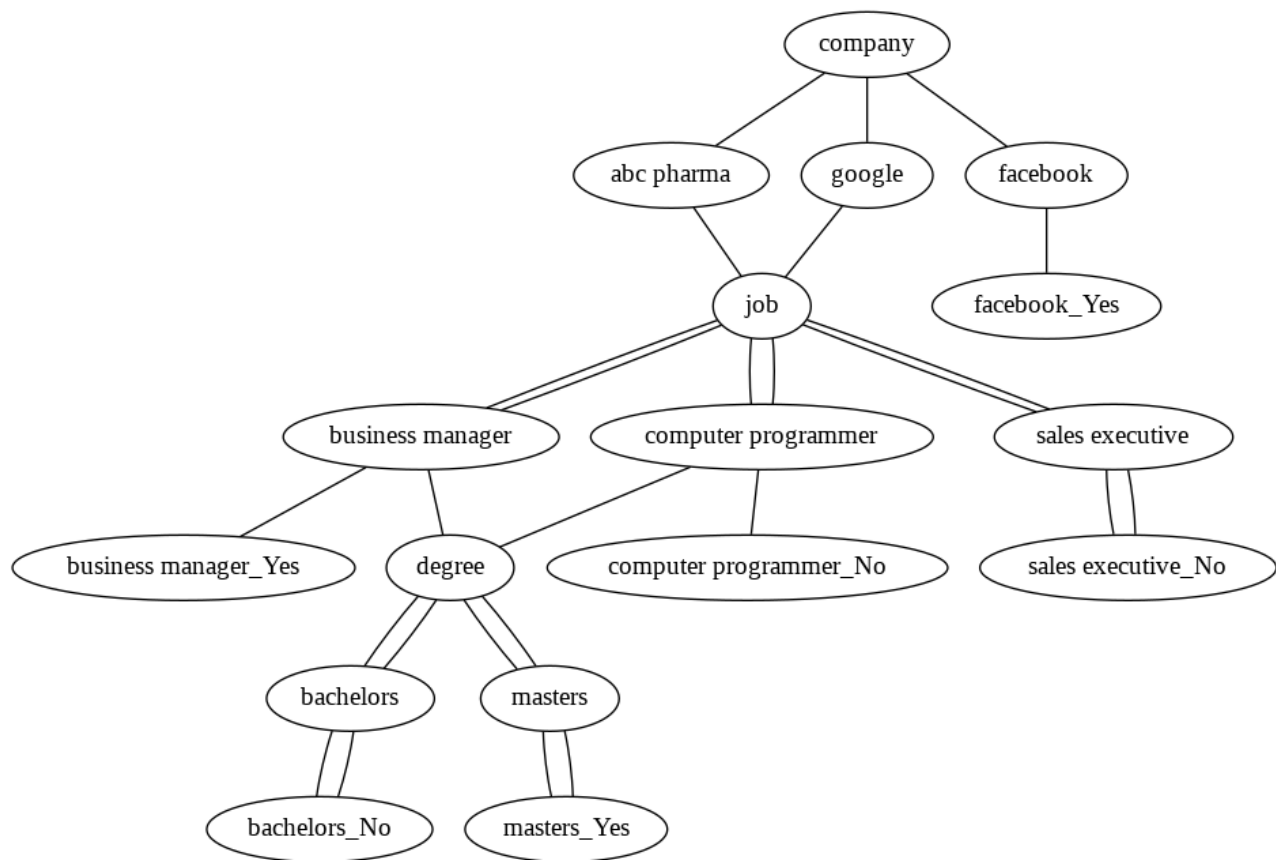 company
abc pharma
google
facebook
job
facebook_Yes
business manager
computer programmer
sales executive
business manager_Yes
degree
computer programmer_No
sales executive_No
bachelors
masters
bachelors_No
masters_Yes